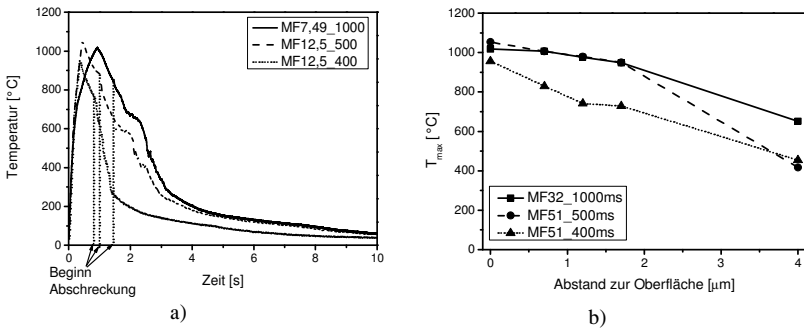 a)
MF7,49_1000
MF12,5_500
MF12,5_400
1200
1000
800
600
400
200
0
Temperatur [°C]
0 2 4 6 8 10
Zeit [s]
Beginn
Abschreckung
a)
1200
1000
800
600
400
200
0
T max [°C]
MF32_1000ms
MF51_500ms
MF51_400ms
0 1 2 3 4
Abstand zur Oberfläche [µm]
b)